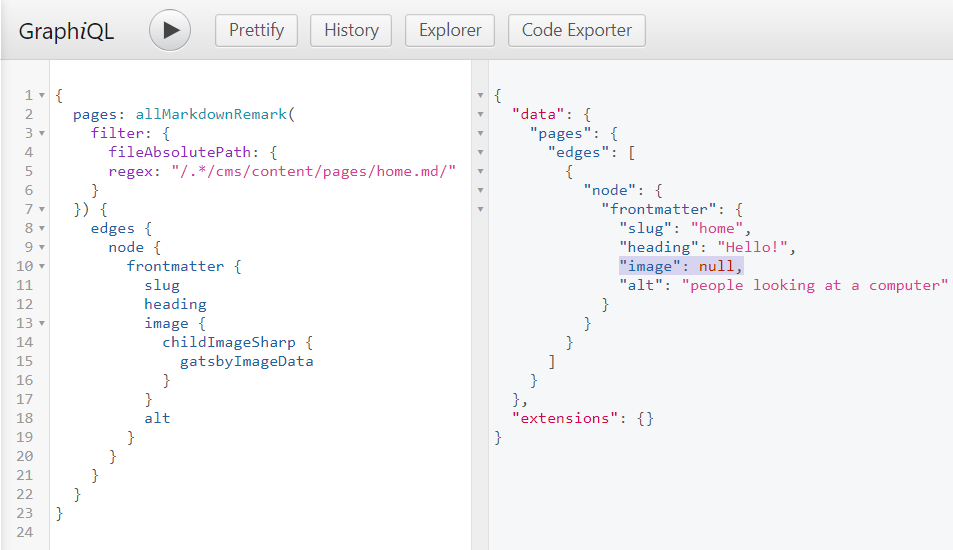 GraphiQL Prettify History Explorer Code Exporter
1 {
2 pages: allMarkdownRemark(
3 filter: {
4 fileAbsolutePath: {
5 regex: "/.*/cms/content/pages/home.md/"
6 }
7 }) {
8 edges {
9 node {
10 frontmatter {
11 slug
12 heading
13 image {
14 childImageSharp {
15 gatsbyImageData
16 }
17 }
18 alt
19 }
20 }
21 }
22 }
23 }
24
{
"data": {
"pages": {
"edges": [
{
"node": {
"frontmatter": {
"slug": "home",
"heading": "Hello!",
"image": null,
"alt": "people looking at a computer"
}
}
}
]
}
},
"extensions": {}
}